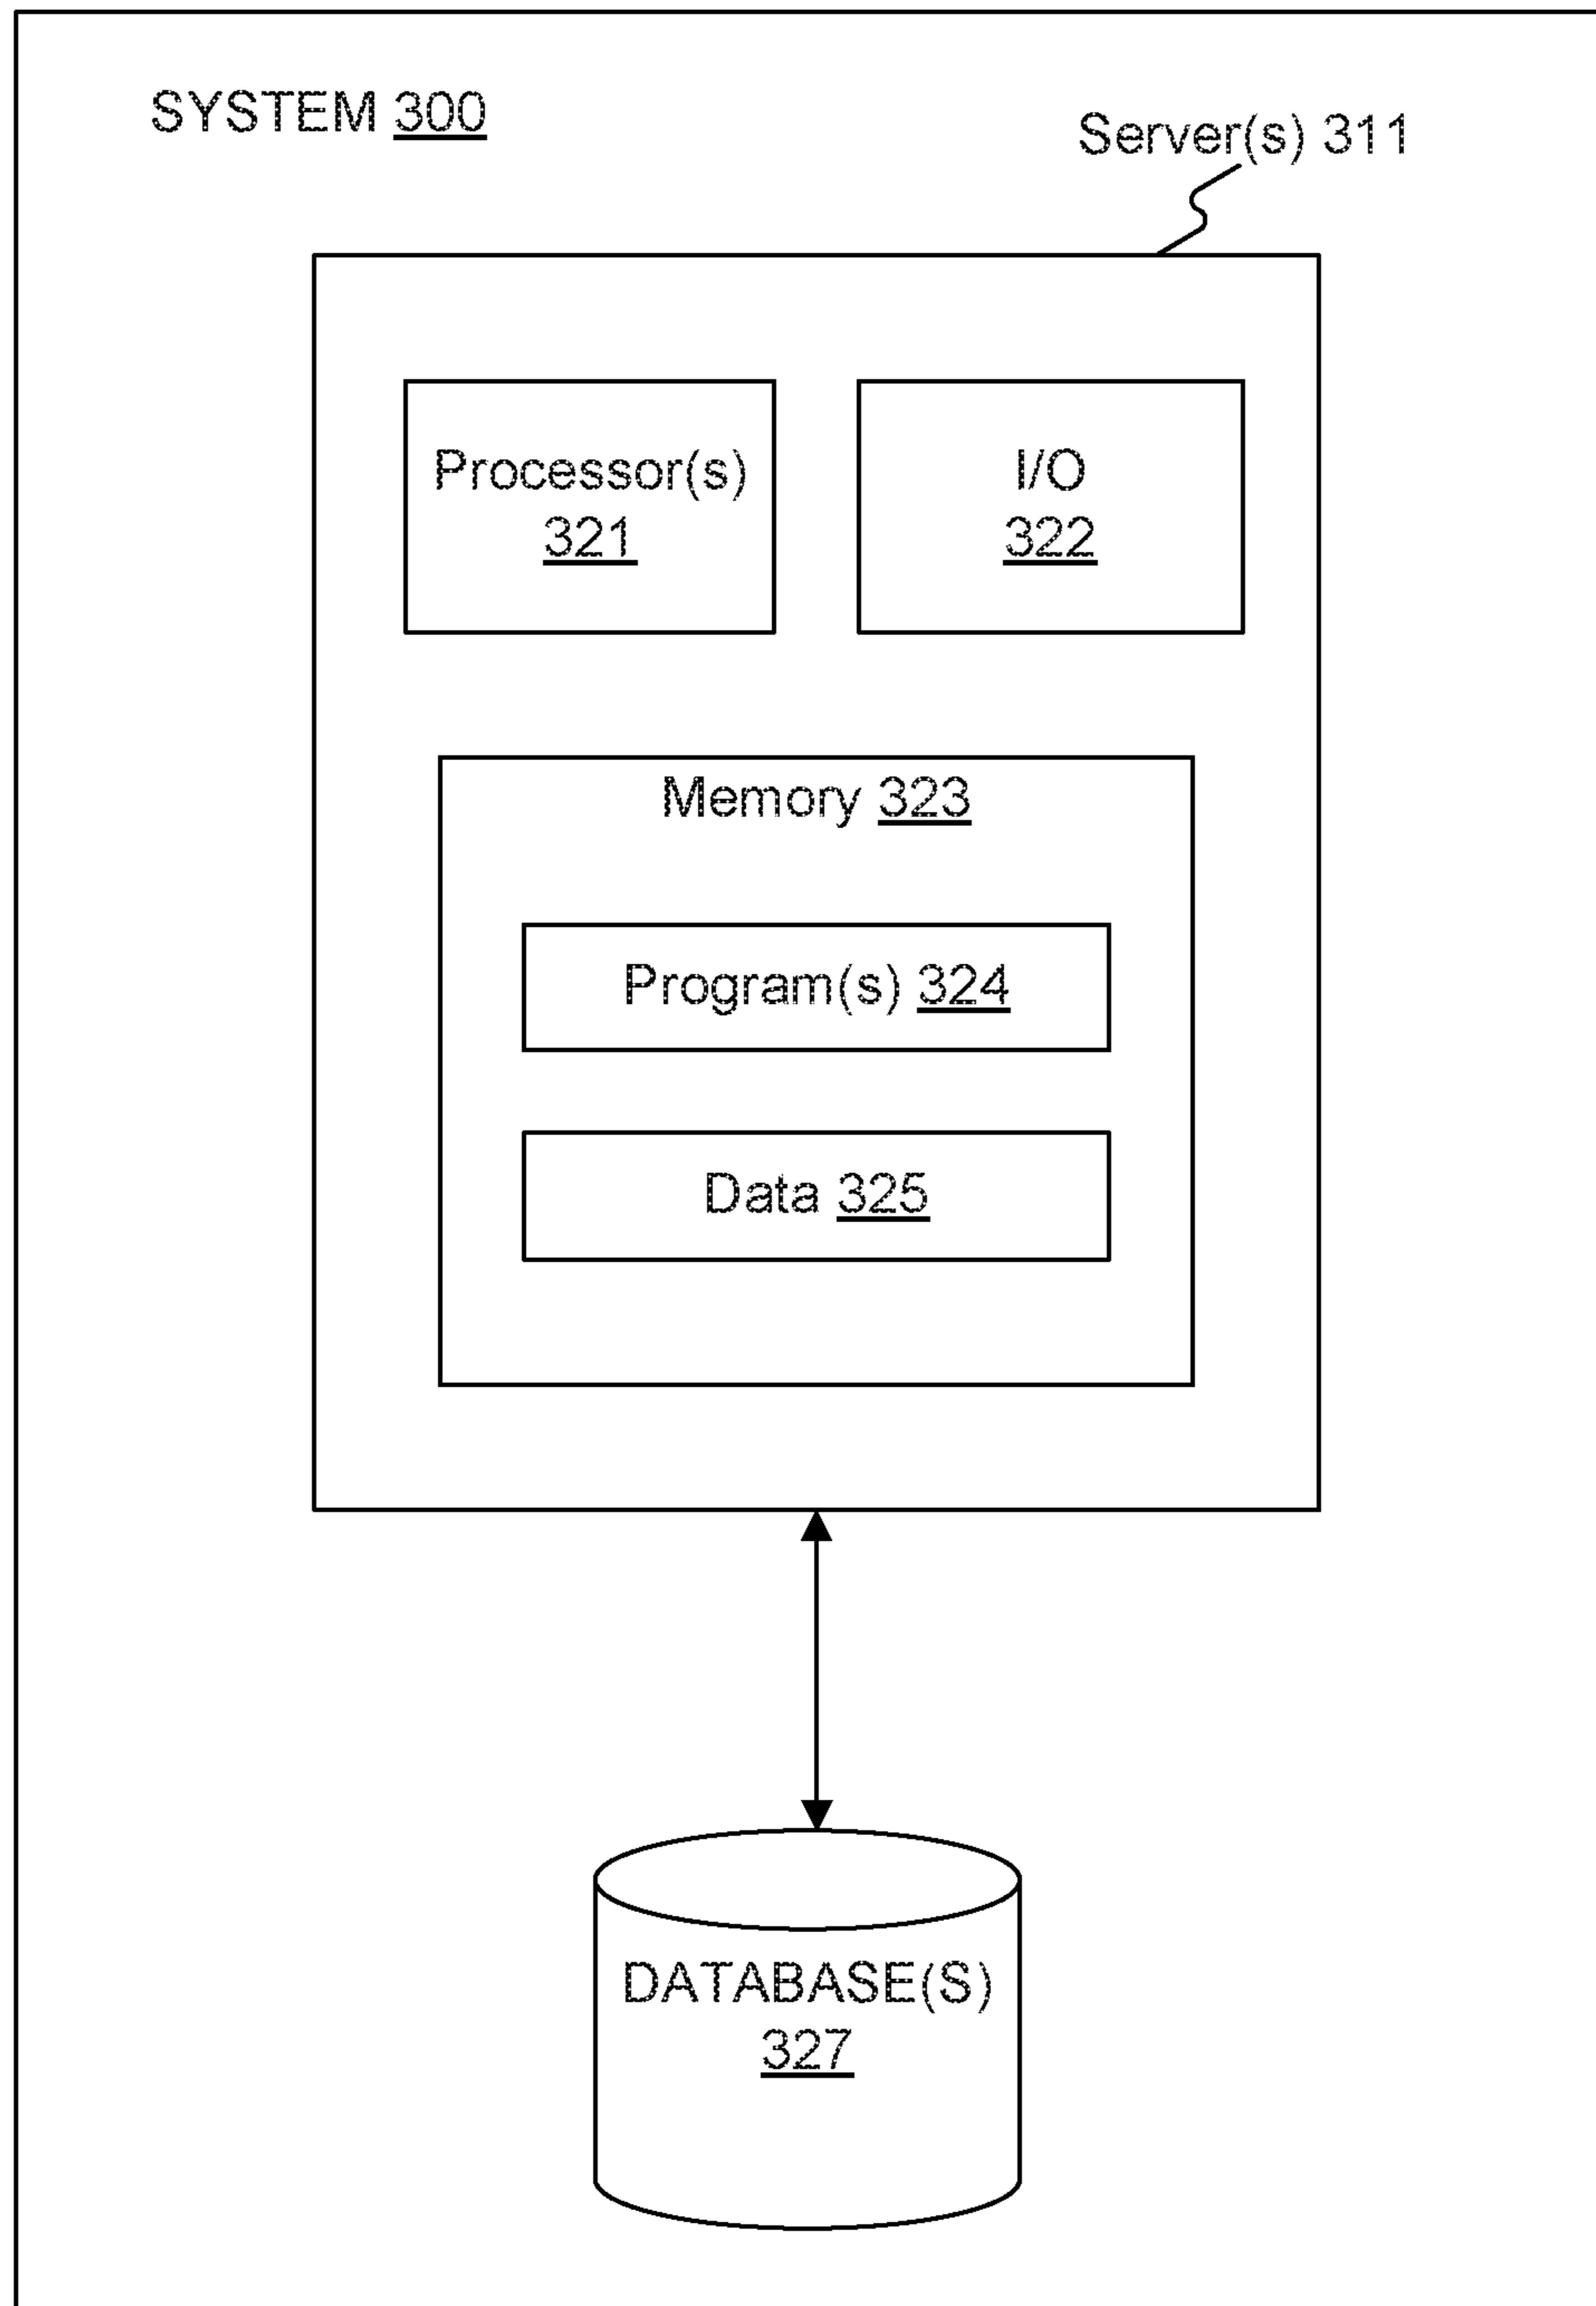 SYSTEM 300
Server(s) 311
Processor(s)
321
I/O
322
Memory 323
Program(s) 324
Data 325
DATABASE(S)
327